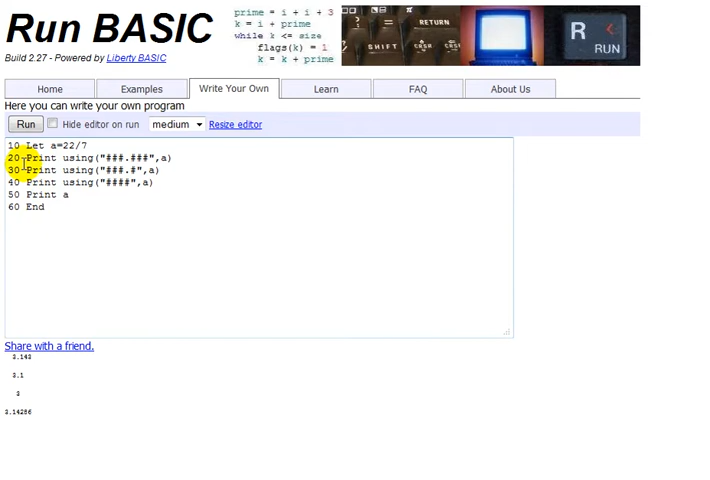 Run BASIC
Build 2.27 - Powered by Liberty BASIC
prime = i + i + 3
k = i + prime
while k <= size
flags(k) = 1
k = k + prime
RETURN
SHIFT
R
RUN
Home Examples Write Your Own Learn FAQ About Us
Here you can write your own program
Run Hide editor on run medium Resize editor
10 Let a=22/7
20 Print using("###.###",a)
30 Print using("###.#",a)
40 Print using("####",a)
50 Print a
60 End
Share with a friend.
3.143
3.1
3
3.14286